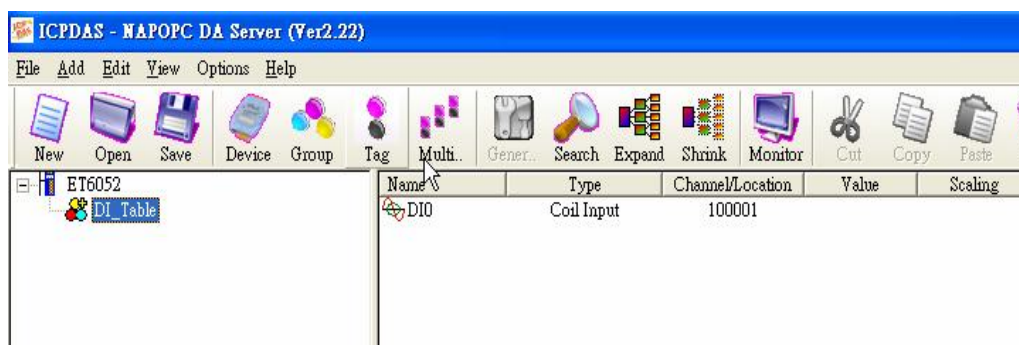 ICPDAS - NAPOPC DA Server (Ver2.22)
File Add Edit View Options Help
New Open Save Device Group Tag Multi.. Gener.. Search Expand Shrink Monitor Cut Copy Paste
ET6052
DI_Table
Name Type Channel/Location Value Scaling
DI0 Coil Input 100001